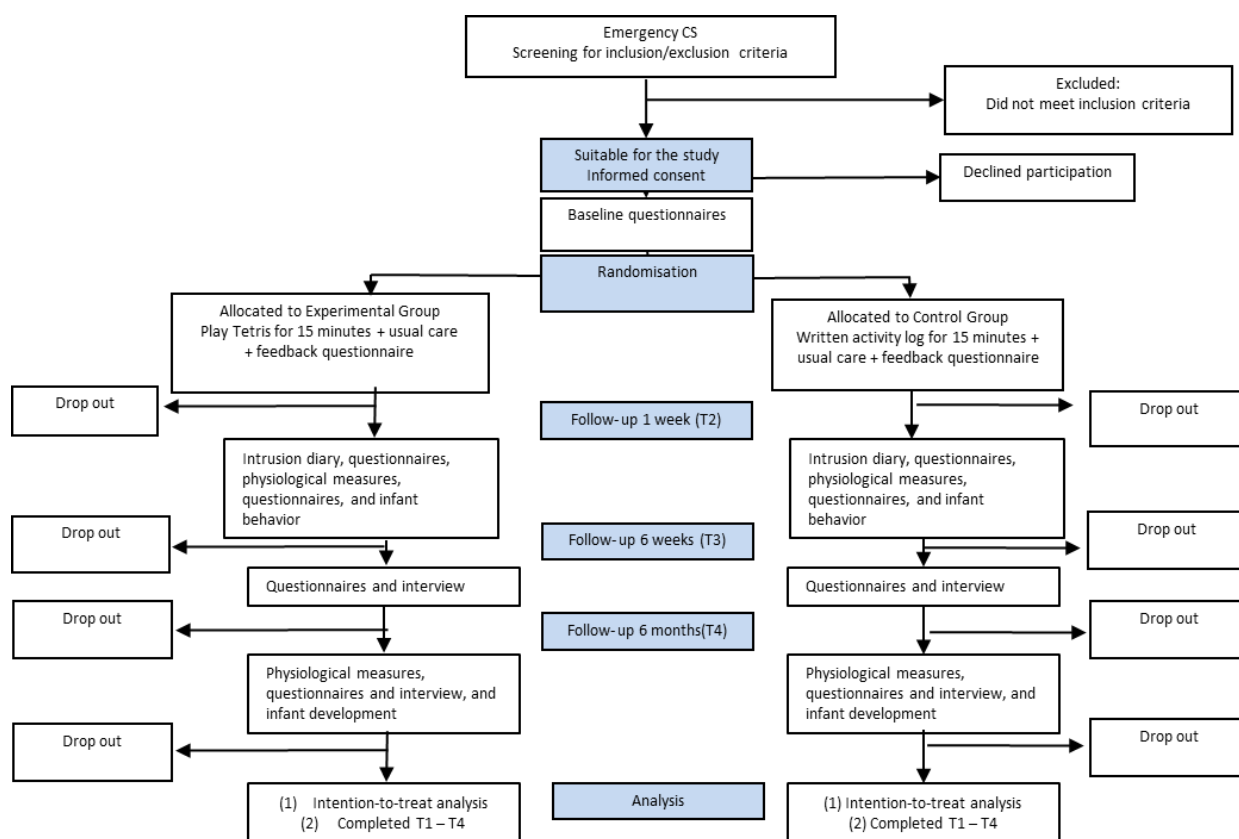 Emergency CS
Screening for inclusion/exclusion criteria
Excluded:
Did not meet inclusion criteria
Suitable for the study
Informed consent
Declined participation
Baseline questionnaires
Randomisation
Allocated to Experimental Group
Play Tetris for 15 minutes + usual care
+ feedback questionnaire
Allocated to Control Group
Written activity log for 15 minutes +
usual care + feedback questionnaire
Drop out
Follow- up 1 week (T2)
Drop out
Intrusion diary, questionnaires,
physiological measures,
questionnaires, and infant
behavior
Intrusion diary, questionnaires,
physiological measures,
questionnaires, and infant
behavior
Drop out
Follow-up 6 weeks (T3)
Drop out
Questionnaires and interview
Questionnaires and interview
Drop out
Follow-up 6 months(T4)
Drop out
Physiological measures,
questionnaires and interview, and
infant development
Physiological measures,
questionnaires and interview, and
infant development
Drop out
Drop out
(1) Intention-to-treat analysis
(2) Completed T1 – T4
Analysis
(1) Intention-to-treat analysis
(2) Completed T1 – T4